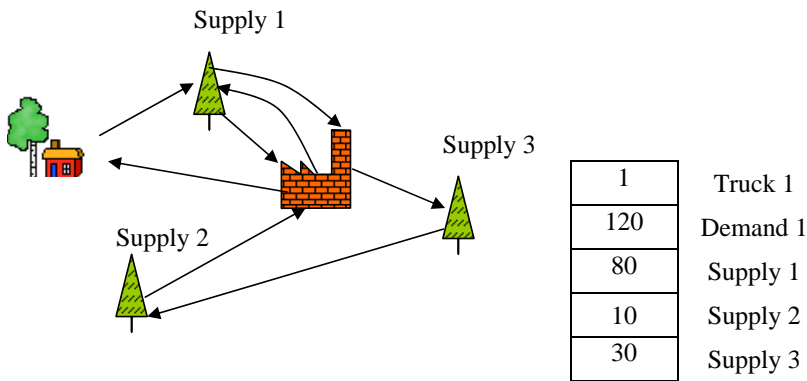 Supply 1
Supply 3
Supply 2
1 Truck 1
120 Demand 1
80 Supply 1
10 Supply 2
30 Supply 3